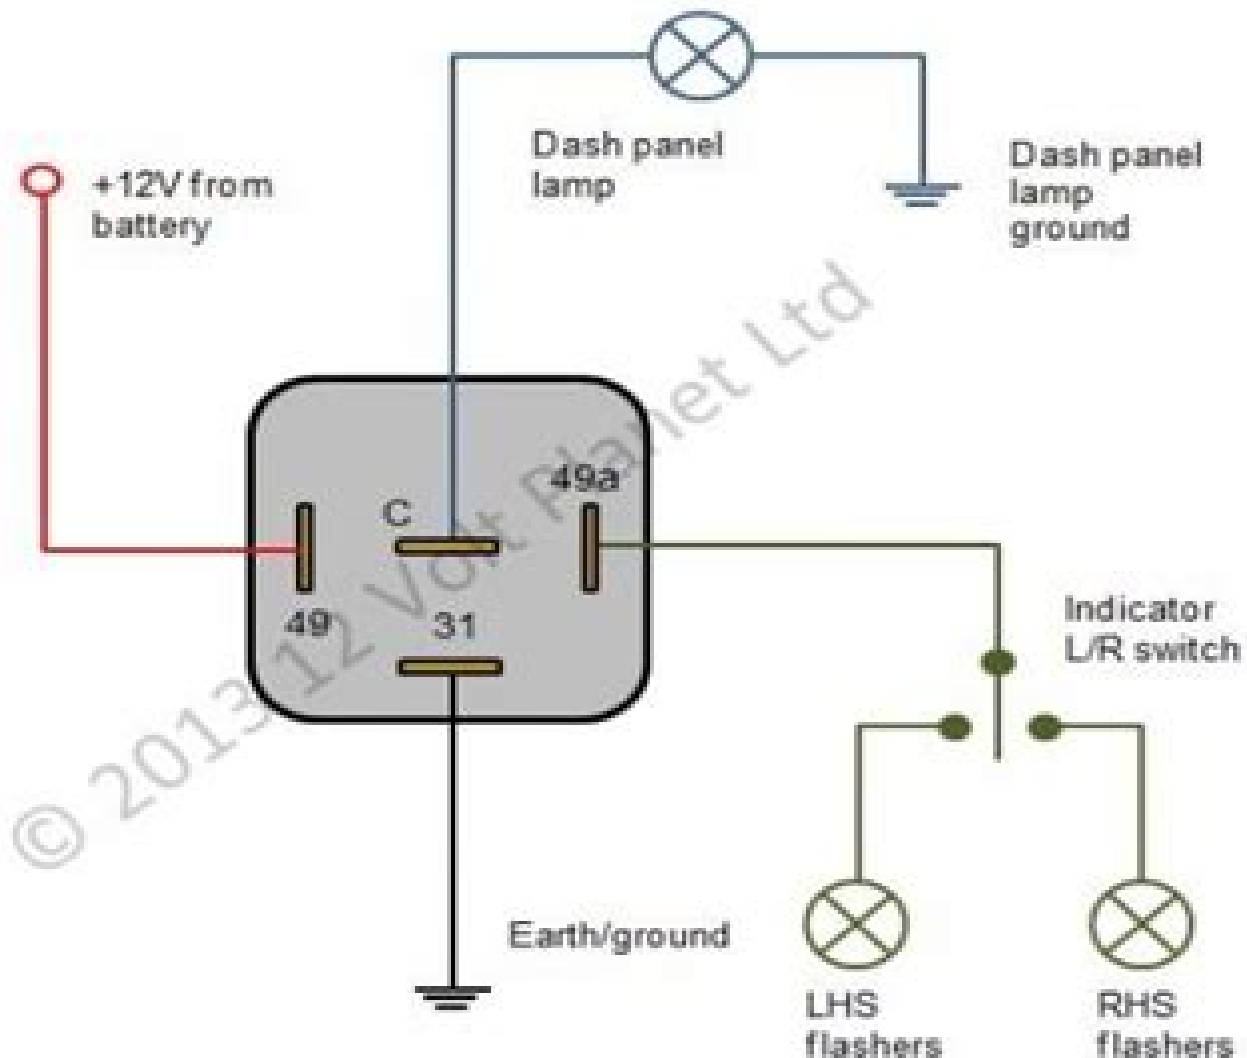 Dash panel
lamp
Dash panel
lamp
ground
+12V from
battery
49a
C
49
31
Indicator
L/R switch
Earth/ground
LHS
flashers
RHS
flashers
© 2013 12 Volt Planet Ltd